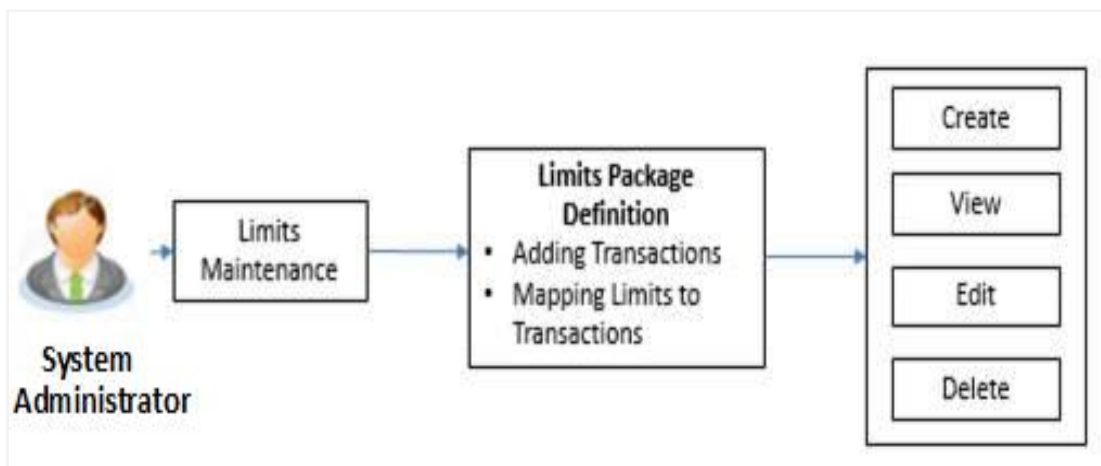 System
Administrator
Limits
Maintenance
Limits Package
Definition
• Adding Transactions
• Mapping Limits to
Transactions
Create
View
Edit
Delete